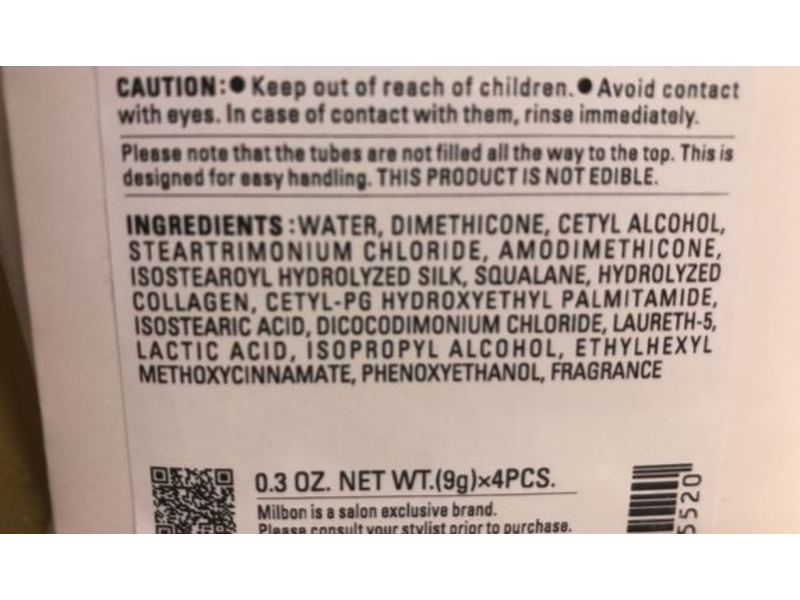 CAUTION:● Keep out of reach of children.● Avoid contact
with eyes. In case of contact with them, rinse immediately.
Please note that the tubes are not filled all the way to the top. This is
designed for easy handling. THIS PRODUCT IS NOT EDIBLE.
INGREDIENTS:WATER, DIMETHICONE, CETYL ALCOHOL,
STEARTRIMONIUM CHLORIDE, AMODIMETHICONE,
ISOSTEAROYL HYDROLYZED SILK, SQUALANE, HYDROLYZED
COLLAGEN, CETYL-PG HYDROXYETHYL PALMITAMIDE,
ISOSTEARIC ACID, DICOCODIMONIUM CHLORIDE, LAURETH-5,
LACTIC ACID, ISOPROPYL ALCOHOL, ETHYLHEXYL
METHOXYCINNAMATE, PHENOXYETHANOL, FRAGRANCE
0.3 OZ. NET WT.(9g)×4PCS.
Milbon is a salon exclusive brand.
Please consult your stylist prior to purchase.
5520